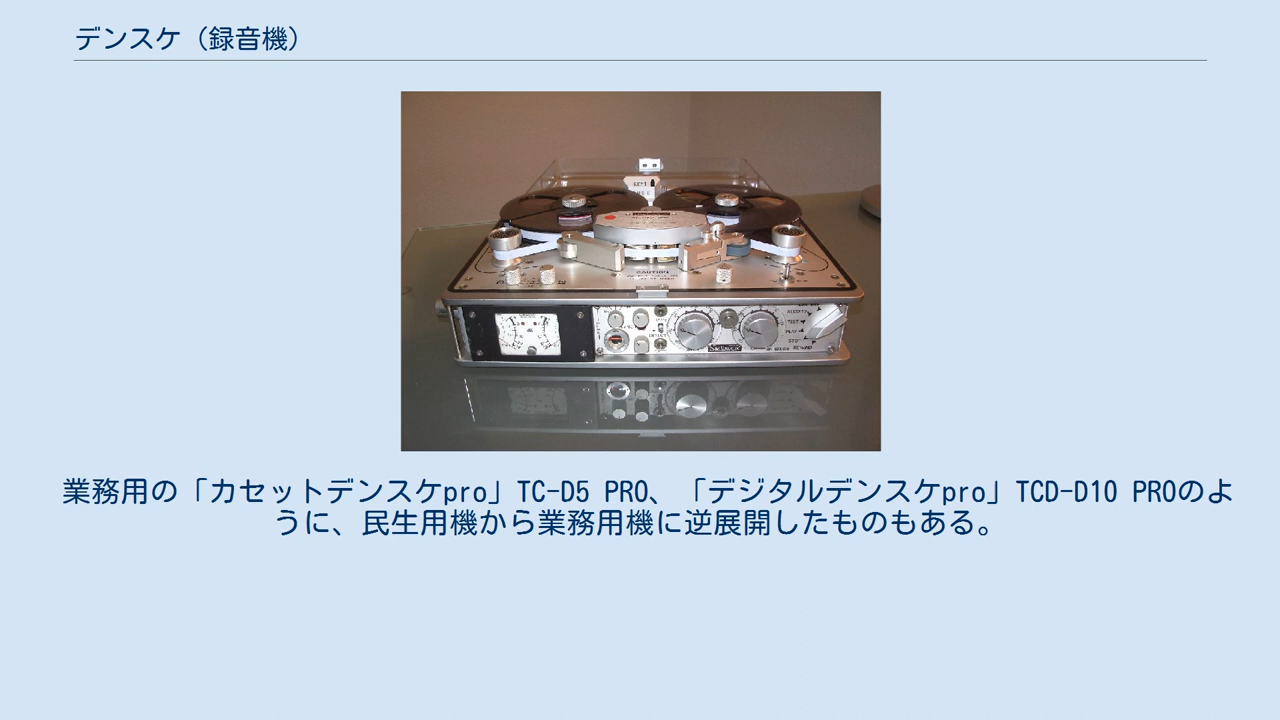 デンスケ（録音機）
CAUTION
TEST
PLAY
業務用の「カセットデンスケpro」TC-D5 PRO、「デジタルデンスケpro」TCD-D10 PROのよ
うに、民生用機から業務用機に逆展開したものもある。